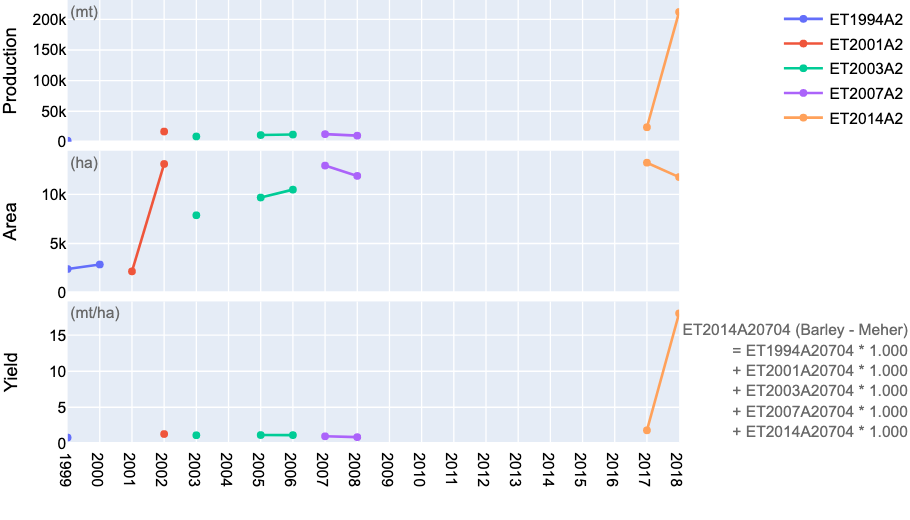 Production
(mt)
200k
150k
100k
50k
0
ET1994A2
ET2001A2
ET2003A2
ET2007A2
ET2014A2
Area
(ha)
10k
5k
0
Yield
(mt/ha)
15
10
5
0
1999
2000
2001
2002
2003
2004
2005
2006
2007
2008
2009
2010
2011
2012
2013
2014
2015
2016
2017
2018
ET2014A20704 (Barley - Meher)
= ET1994A20704 * 1.000
+ ET2001A20704 * 1.000
+ ET2003A20704 * 1.000
+ ET2007A20704 * 1.000
+ ET2014A20704 * 1.000